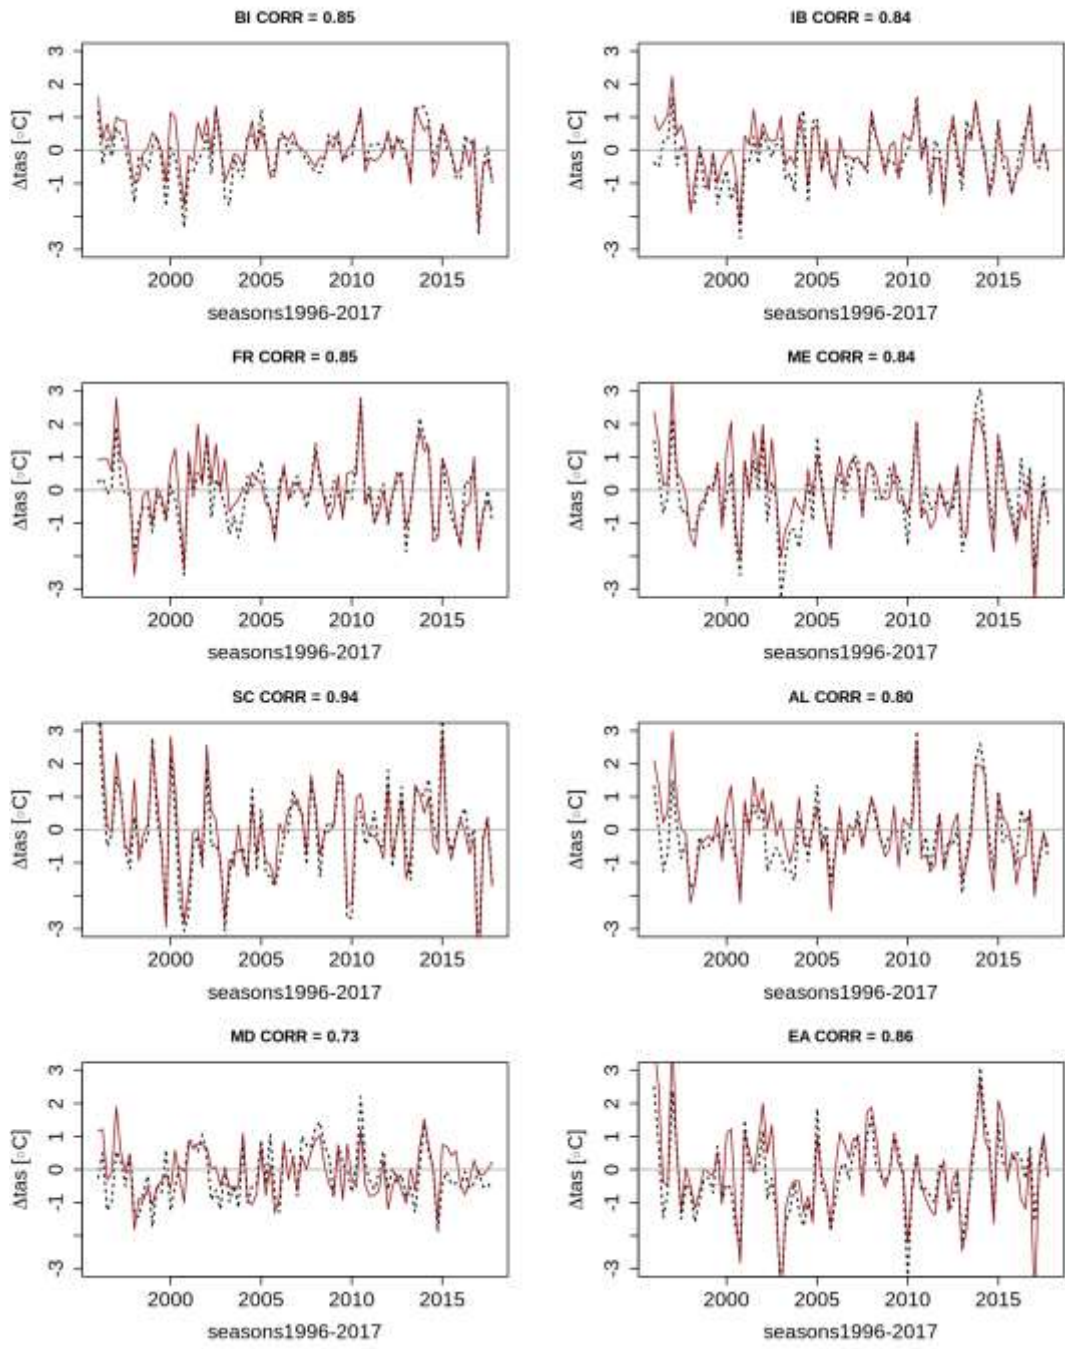 BI CORR = 0.85
Δtas [◦C]
3
2
1
0
-1
-3
2000 2005 2010 2015
seasons1996-2017
IB CORR = 0.84
Δtas [◦C]
3
2
1
0
-1
-3
2000 2005 2010 2015
seasons1996-2017
FR CORR = 0.85
Δtas [◦C]
3
2
1
0
-1
-3
2000 2005 2010 2015
seasons1996-2017
ME CORR = 0.84
Δtas [◦C]
3
2
1
0
-1
-3
2000 2005 2010 2015
seasons1996-2017
SC CORR = 0.94
Δtas [◦C]
3
2
1
0
-1
-3
2000 2005 2010 2015
seasons1996-2017
AL CORR = 0.80
Δtas [◦C]
3
2
1
0
-1
-3
2000 2005 2010 2015
seasons1996-2017
MD CORR = 0.73
Δtas [◦C]
3
2
1
0
-1
-3
2000 2005 2010 2015
seasons1996-2017
EA CORR = 0.86
Δtas [◦C]
3
2
1
0
-1
-3
2000 2005 2010 2015
seasons1996-2017